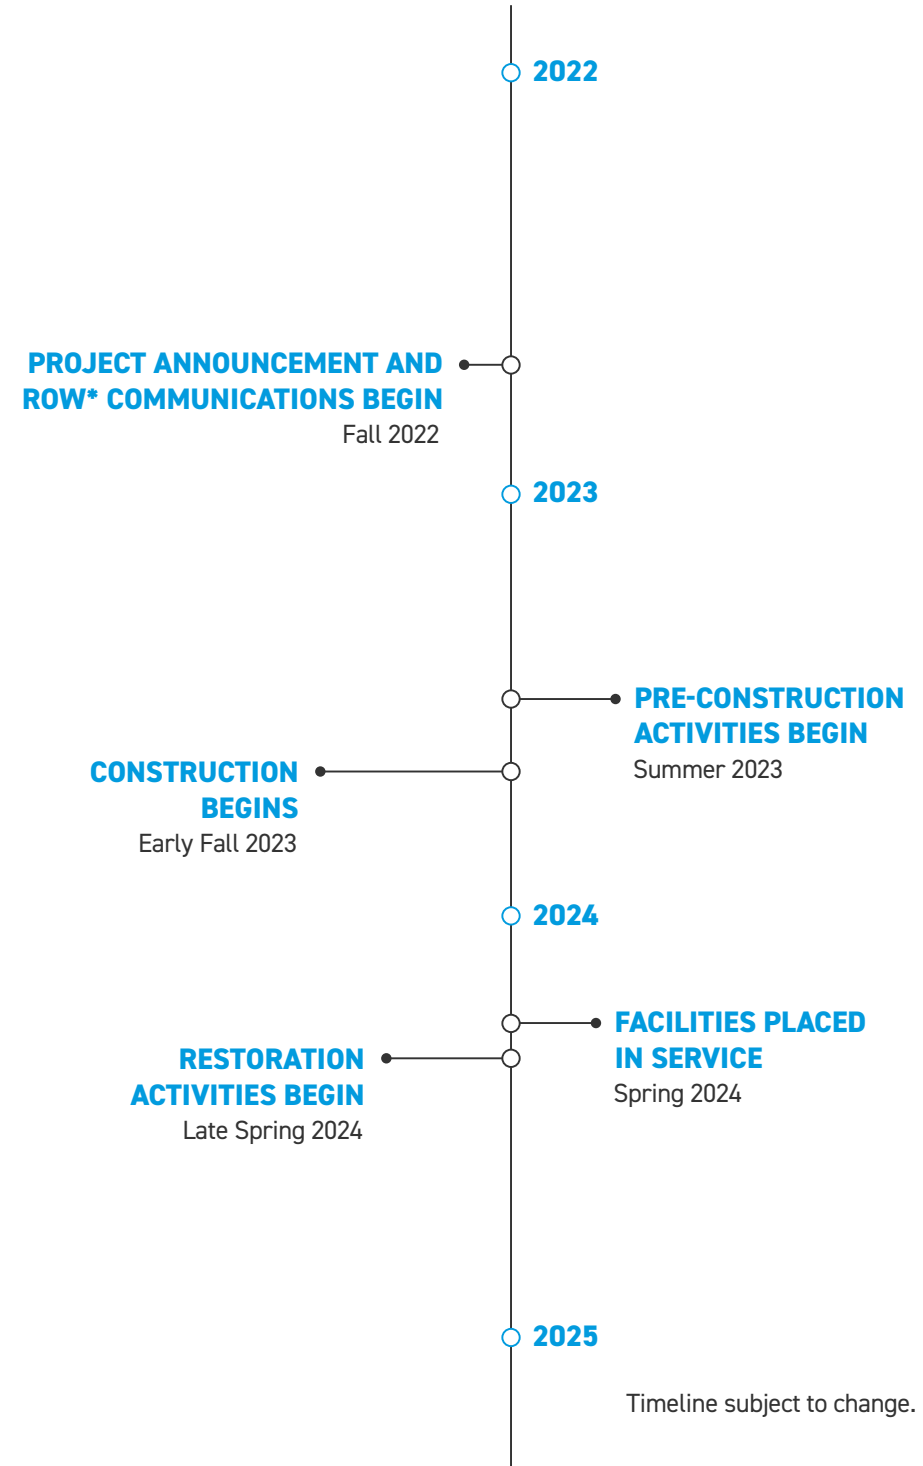 2022
PROJECT ANNOUNCEMENT AND
ROW* COMMUNICATIONS BEGIN
Fall 2022
2023
PRE-CONSTRUCTION
ACTIVITIES BEGIN
Summer 2023
CONSTRUCTION
BEGINS
Early Fall 2023
2024
FACILITIES PLACED
IN SERVICE
Spring 2024
RESTORATION
ACTIVITIES BEGIN
Late Spring 2024
2025
Timeline subject to change.